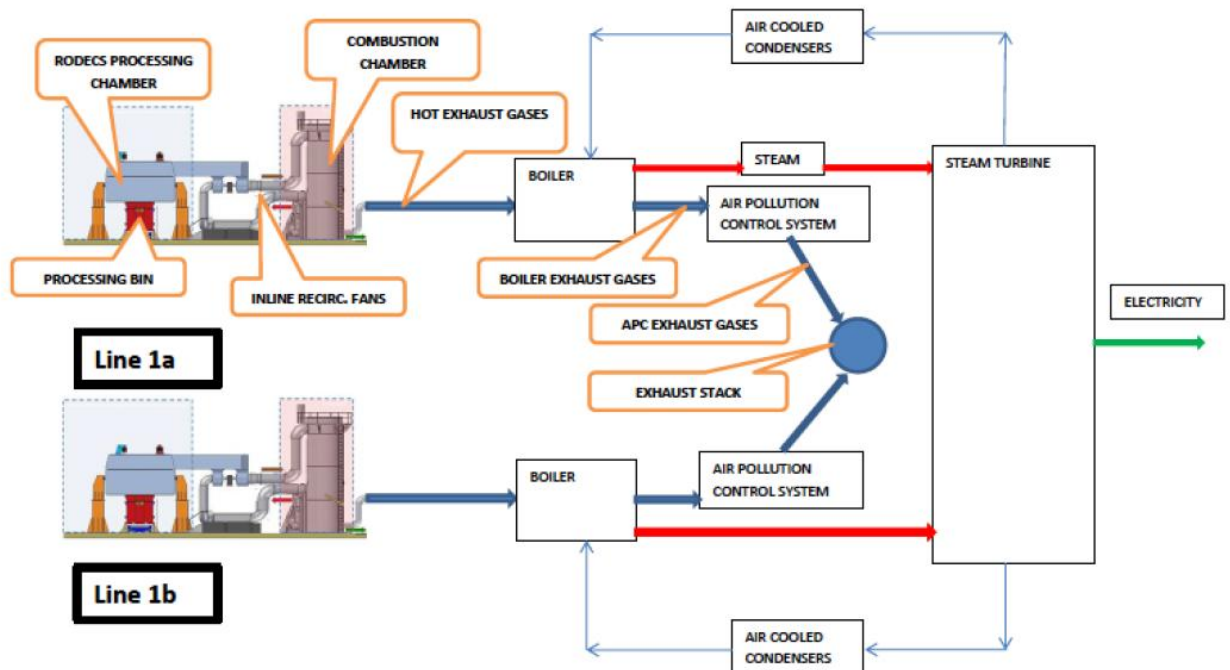 AIR COOLED
CONDENSERS
COMBUSTION
CHAMBER
RODECS PROCESSING
CHAMBER
HOT EXHAUST GASES
STEAM
STEAM TURBINE
BOILER
AIR POLLUTION
CONTROL SYSTEM
PROCESSING BIN
INLINE RECIRC. FANS
BOILER EXHAUST GASES
ELECTRICITY
APC EXHAUST GASES
Line 1a
EXHAUST STACK
BOILER
AIR POLLUTION
CONTROL SYSTEM
Line 1b
AIR COOLED
CONDENSERS